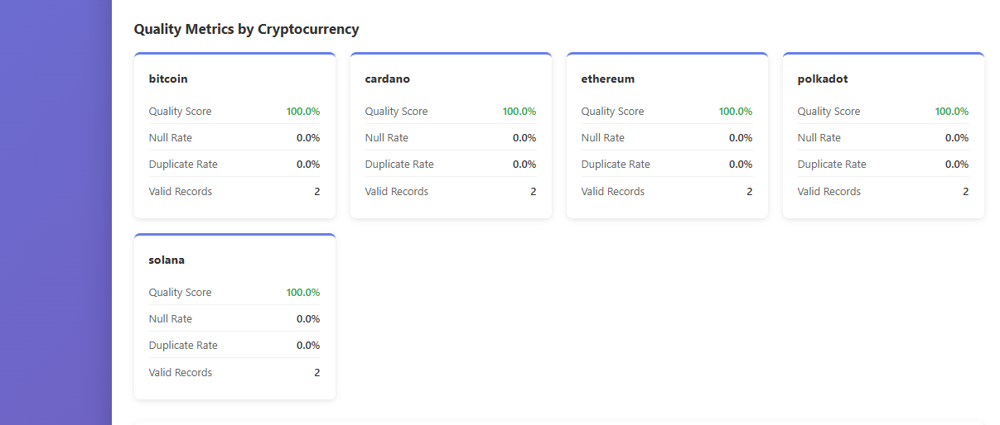 Quality Metrics by Cryptocurrency
bitcoin
Quality Score 100.0%
Null Rate 0.0%
Duplicate Rate 0.0%
Valid Records 2
cardano
Quality Score 100.0%
Null Rate 0.0%
Duplicate Rate 0.0%
Valid Records 2
ethereum
Quality Score 100.0%
Null Rate 0.0%
Duplicate Rate 0.0%
Valid Records 2
polkadot
Quality Score 100.0%
Null Rate 0.0%
Duplicate Rate 0.0%
Valid Records 2
solana
Quality Score 100.0%
Null Rate 0.0%
Duplicate Rate 0.0%
Valid Records 2